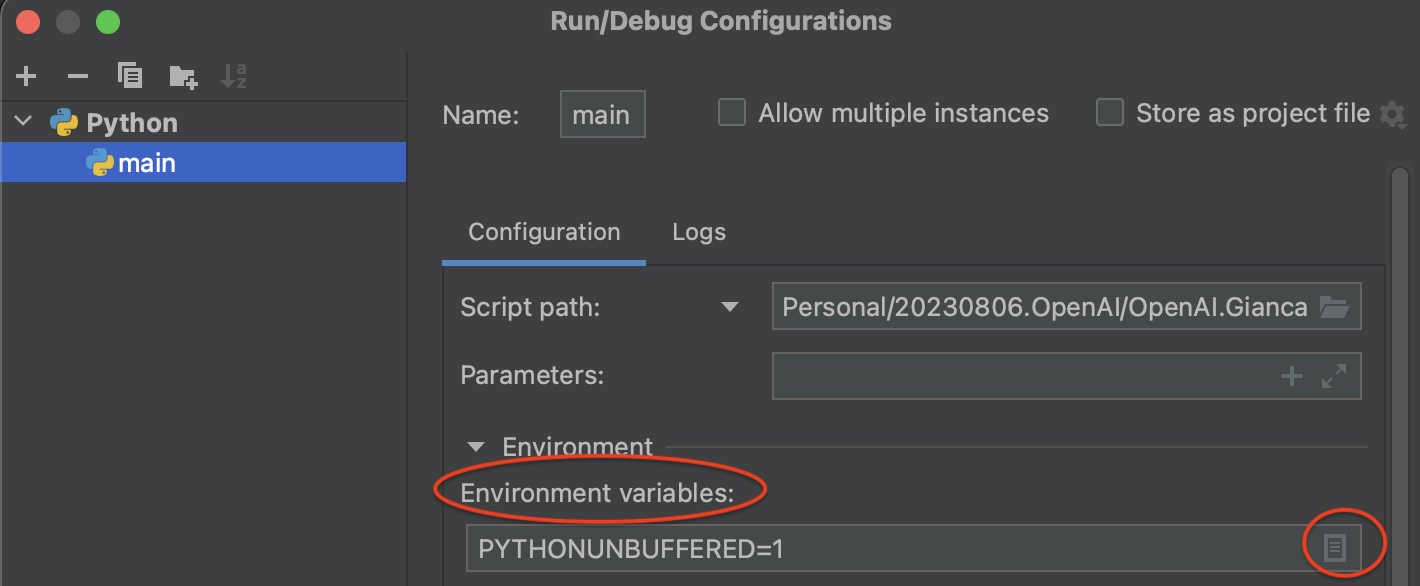 Run/Debug Configurations
Python
main
Name: main Allow multiple instances Store as project file
Configuration Logs
Script path: Personal/20230806.OpenAI/OpenAI.Gianca
Parameters:
Environment
Environment variables:
PYTHONUNBUFFERED=1